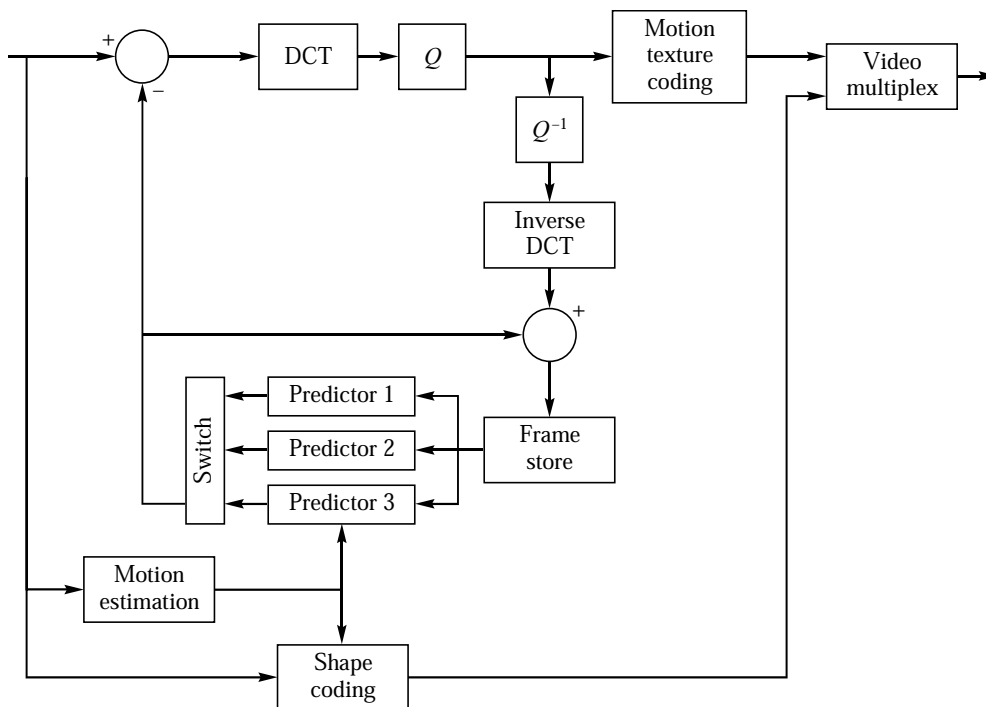 +
−
DCT
Q
Motion
texture
coding
Video
multiplex
Q⁻¹
Inverse
DCT
+
Switch
Predictor 1
Predictor 2
Predictor 3
Frame
store
Motion
estimation
Shape
coding